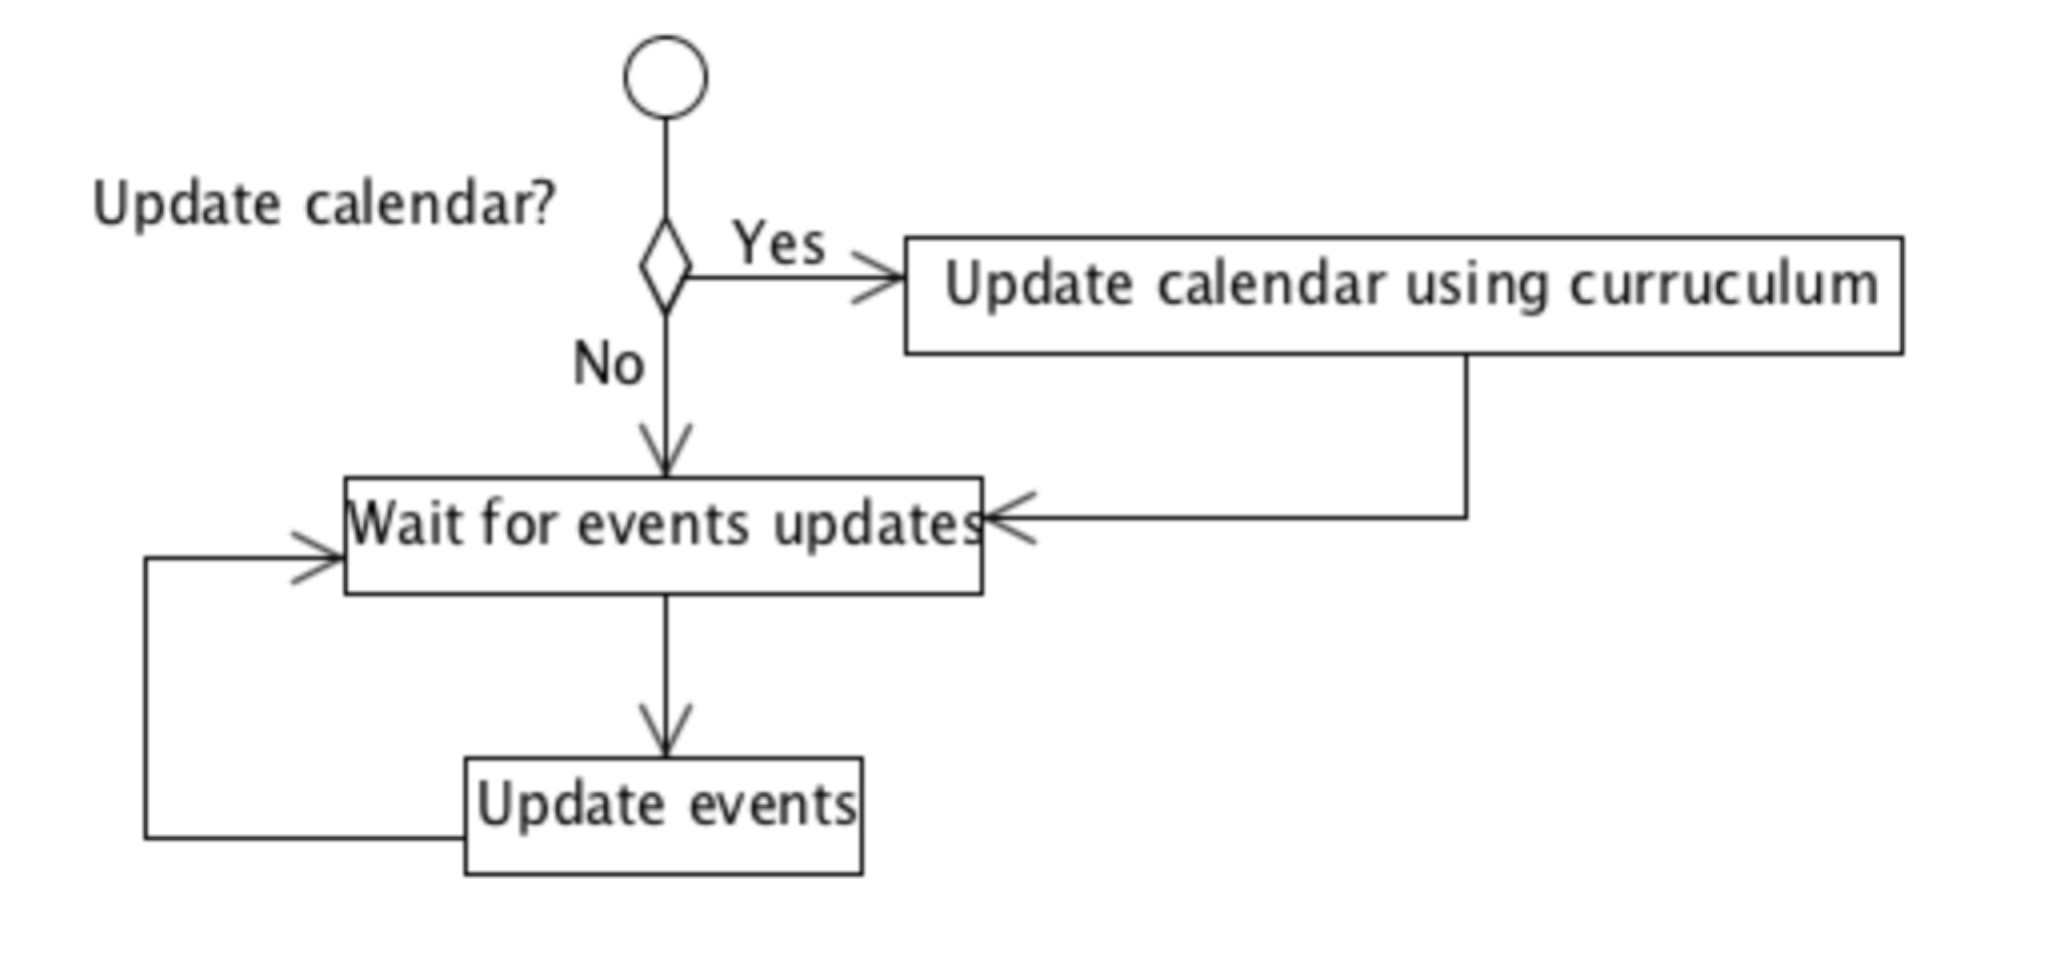 Update calendar?
Yes
Update calendar using curruculum
No
Wait for events updates
Update events